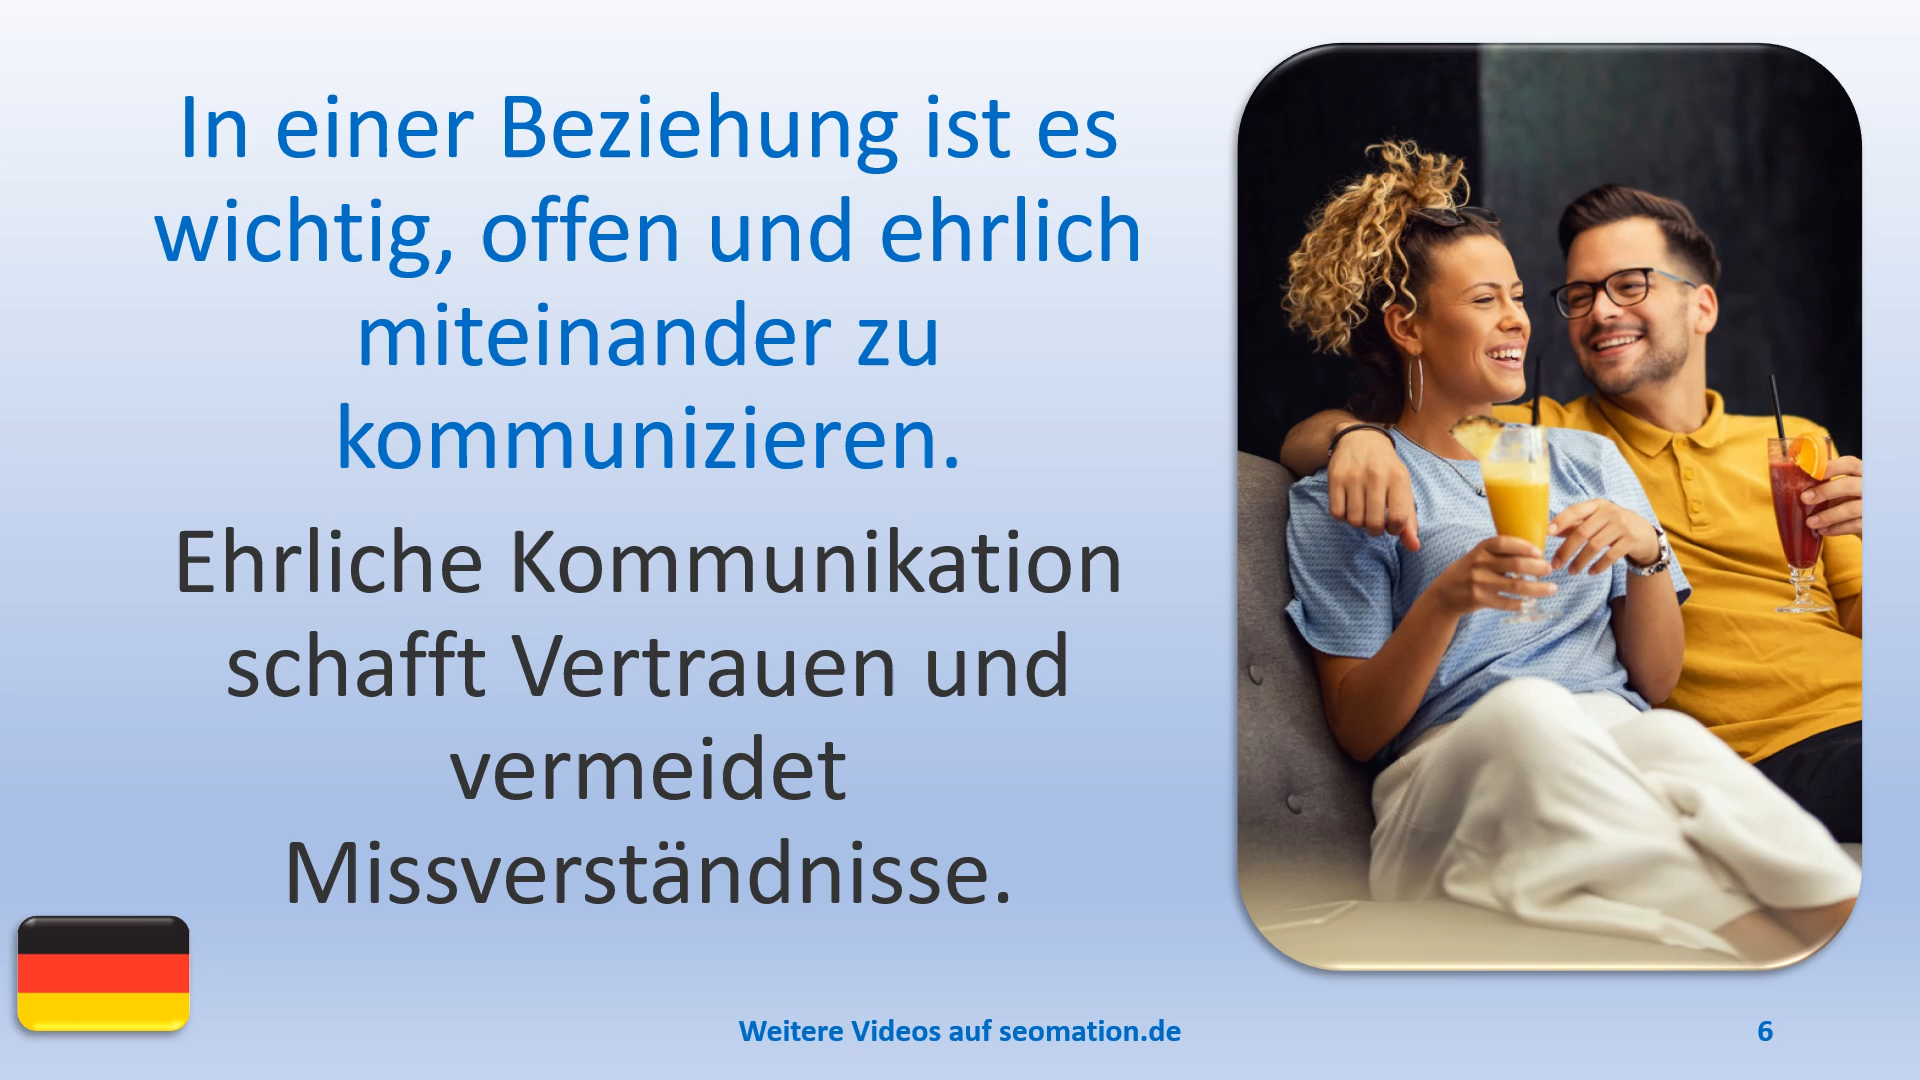 In einer Beziehung ist es
wichtig, offen und ehrlich
miteinander zu
kommunizieren.
Ehrliche Kommunikation
schafft Vertrauen und
vermeidet
Missverständnisse.
Weitere Videos auf seomation.de
6